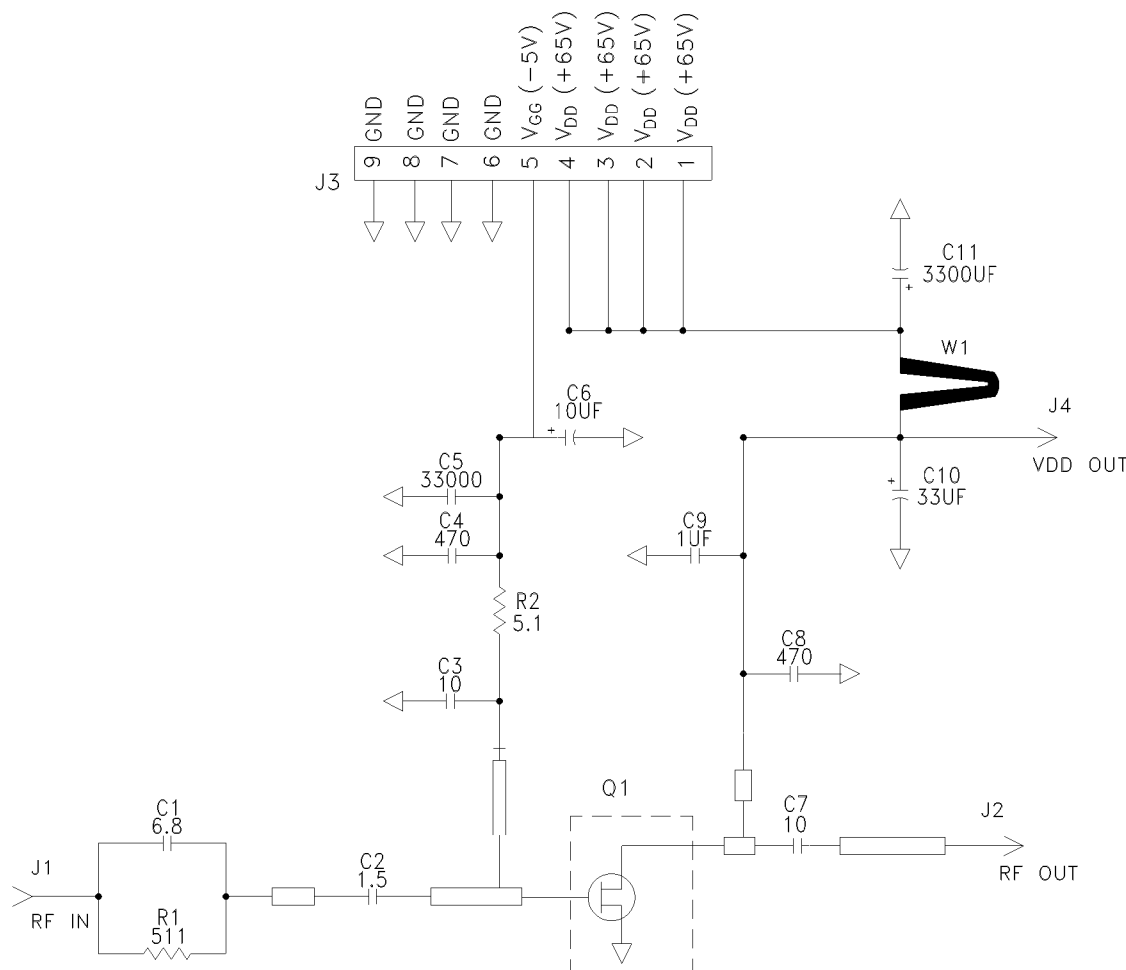 GND
GND
GND
GND
VGG (-5V)
VDD (+65V)
VDD (+65V)
VDD (+65V)
VDD (+65V)
9
8
7
6
5
4
3
2
1
J3
C11
3300UF
+
W1
J4
VDD OUT
C6
10UF
+
C10
33UF
+
C5
33000
C4
470
C9
1UF
R2
5.1
C8
470
C3
10
Q1
C7
10
J2
RF OUT
C1
6.8
J1
RF IN
C2
1.5
R1
511